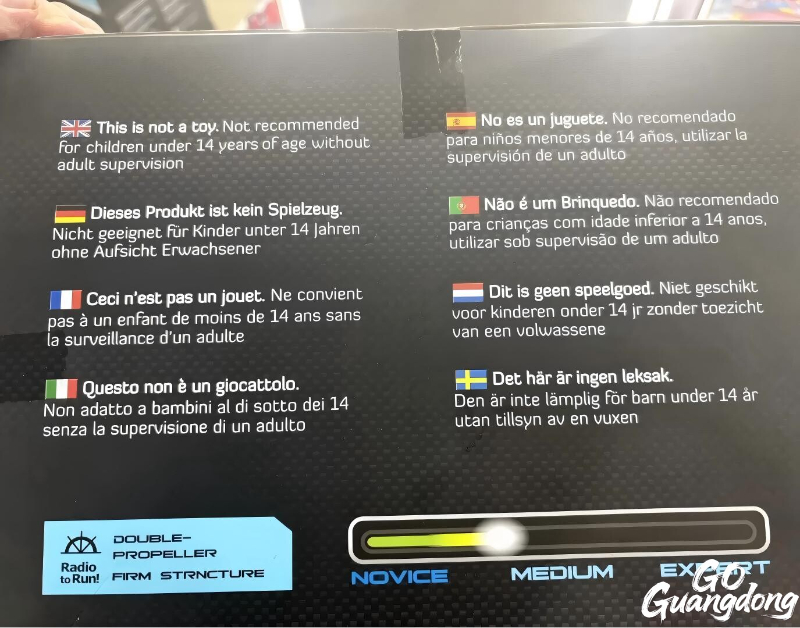 This is not a toy. Not recommended
for children under 14 years of age without
adult supervision
Dieses Produkt ist kein Spielzeug.
Nicht geeignet für Kinder unter 14 Jahren
ohne Aufsicht Erwachsener
Ceci n'est pas un jouet. Ne convient
pas à un enfant de moins de 14 ans sans
la surveillance d'un adulte
Questo non è un giocattolo.
Non adatto a bambini al di sotto dei 14
senza la supervisione di un adulto
No es un juguete. No recomendado
para niños menores de 14 años, utilizar la
supervisión de un adulto
Não é um Brinquedo. Não recomendado
para crianças com idade inferior a 14 anos,
utilizar sob supervisão de um adulto
Dit is geen speelgoed. Niet geschikt
voor kinderen onder 14 jr zonder toezicht
van een volwassene
Det här är ingen leksak.
Den är inte lämplig för barn under 14 år
utan tillsyn av en vuxen
Radio
to Run!
DOUBLE-
PROPELLER
FIRM STRNCTURE
NOVICE MEDIUM EXPERT
GO
Guangdong